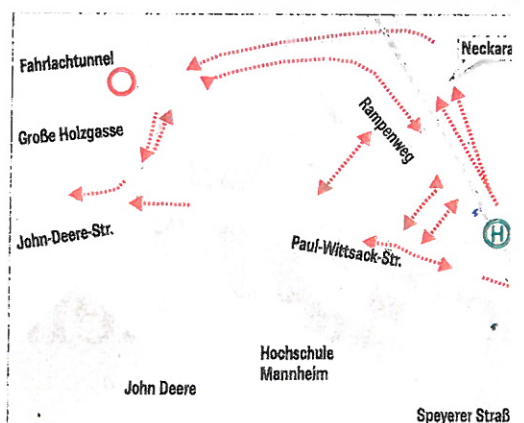 Fahrlachtunnel
Neckara
Große Holzgasse
Rampenweg
John-Deere-Str.
Paul-Wittsack-Str.
H
Hochschule
Mannheim
John Deere
Speyerer Straß